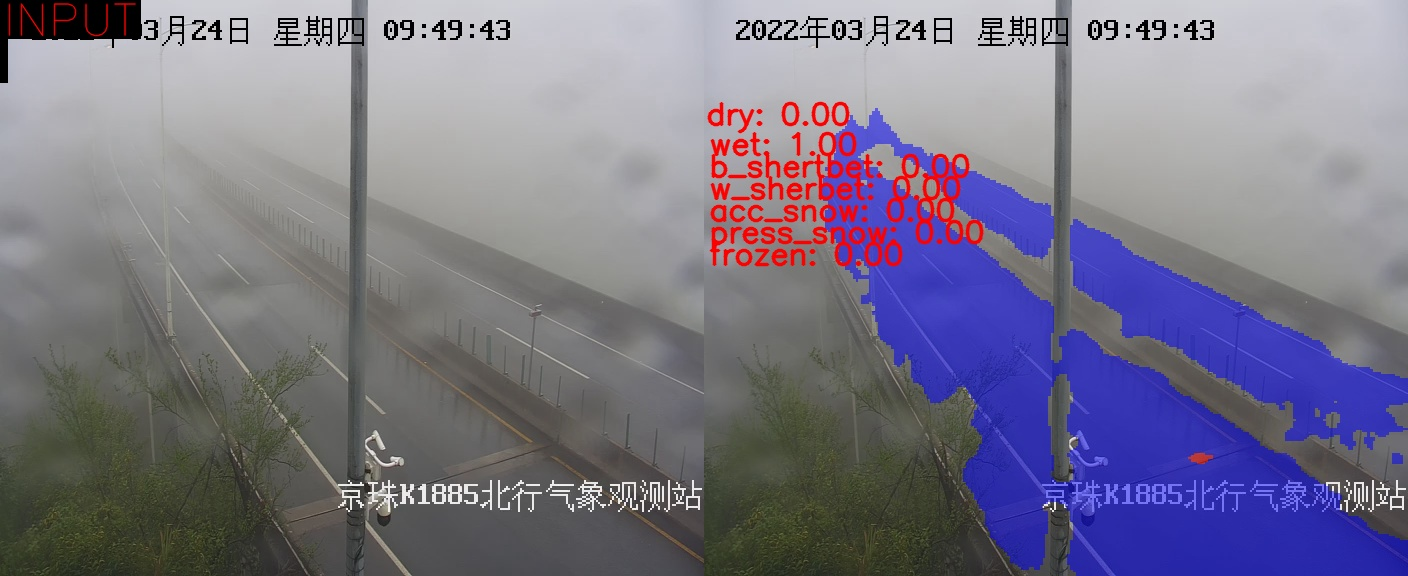 INPUT
03月24日 星期四 09:49:43
京珠K1885北行气象观测站
2022年03月24日 星期四 09:49:43
dry: 0.00
wet: 1.00
b_shertbet: 0.00
w_sherbet: 0.00
acc_snow: 0.00
press_snow: 0.00
frozen: 0.00
京珠K1885北行气象观测站